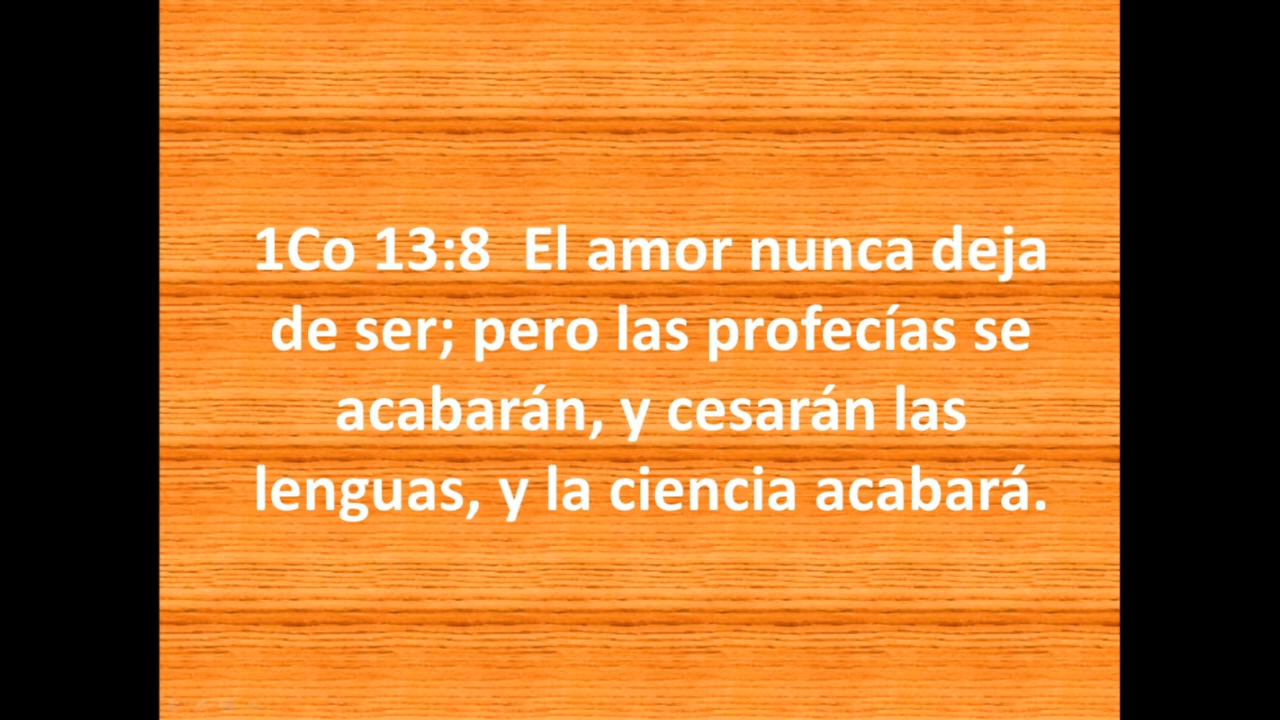 1Co 13:8  El amor nunca deja
de ser; pero las profecías se
acabarán, y cesarán las
lenguas, y la ciencia acabará.